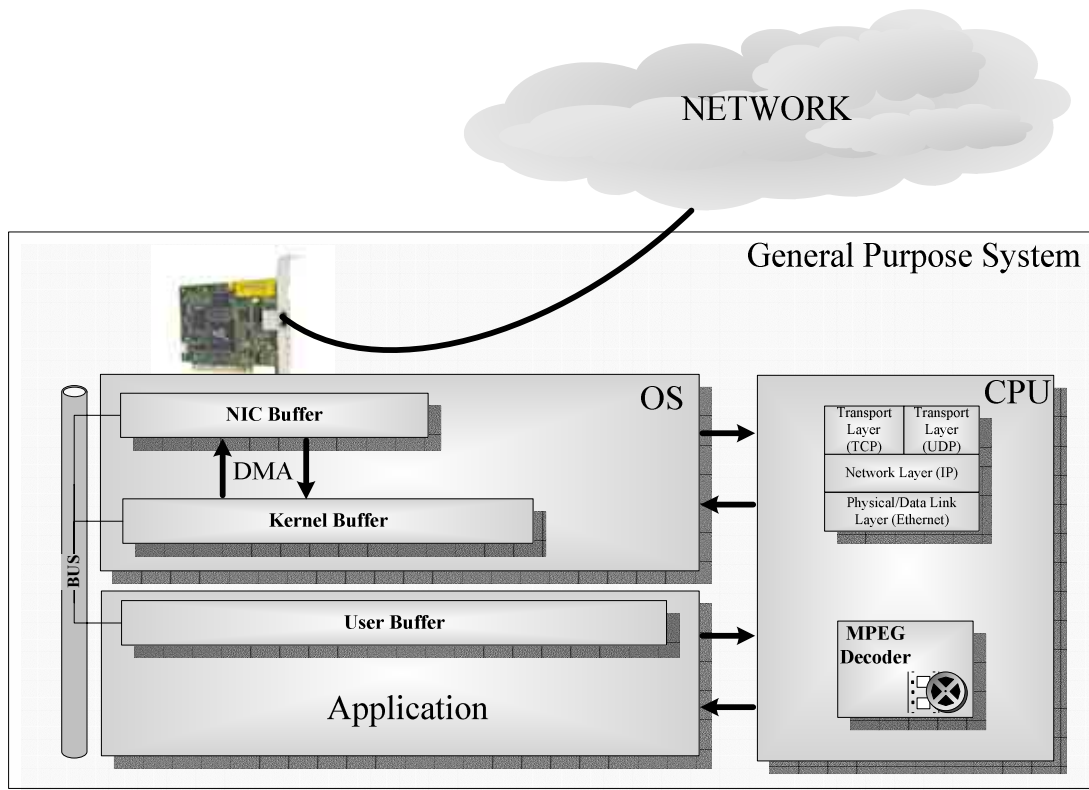 NETWORK
General Purpose System
OS
NIC Buffer
DMA
Kernel Buffer
BUS
User Buffer
Application
CPU
Transport
Layer
(TCP)
Transport
Layer
(UDP)
Network Layer (IP)
Physical/Data Link
Layer (Ethernet)
MPEG
Decoder